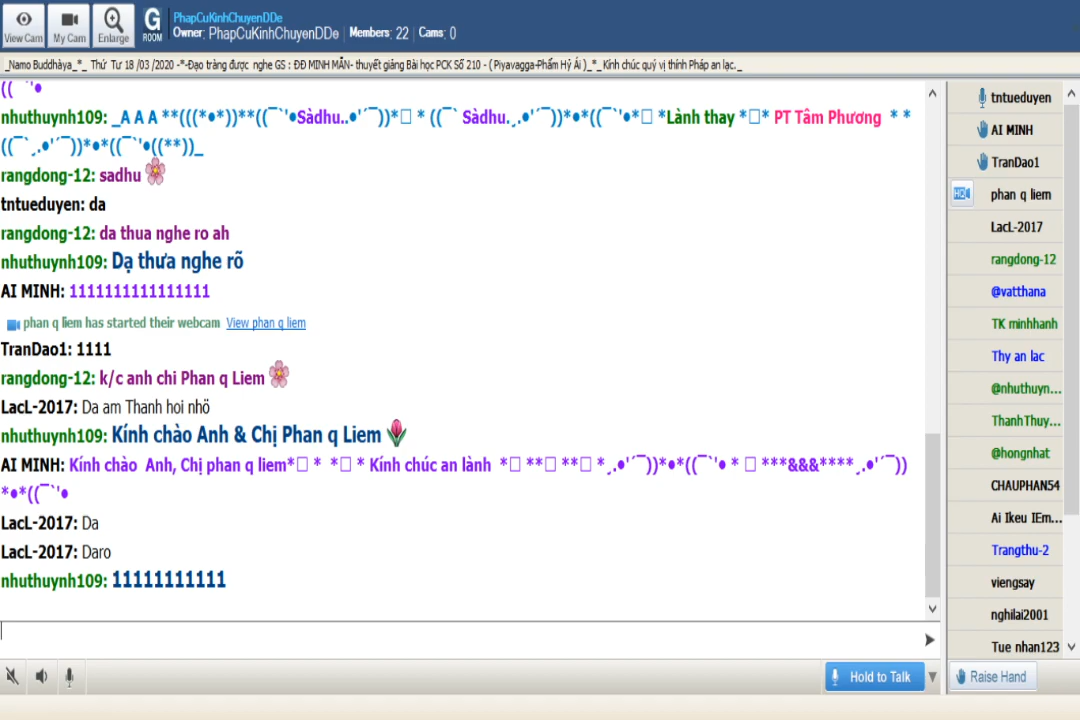 PhapCuKinhChuyenDDe
Owner: PhapCuKinhChuyenDDe Members: 22 Cams: 0
View Cam My Cam Enlarge G ROOM
_Namo Buddhàya_*_ Thứ Tư 18 /03 /2020 -*-Đạo tràng được nghe GS : ĐĐ MINH MẪN- thuyết giảng Bài học PCK Số 210 - ( Piyavagga-Phẩm Hỷ Ái )_*_Kính chúc quý vị thính Pháp an lạc._
((¯`'•
nhuthuynh109: _A A A **(((*•*))**((¯`'•Sàdhu..•'´¯))*□ * ((¯` Sàdhu.¸.•'´¯))*•*((¯`'•*□ *Lành thay *□* PT Tâm Phương * *
((¯`¸.•'´¯))*•*((¯`'•((**))_
rangdong-12: sadhu
tntueduyen: da
rangdong-12: da thua nghe ro ah
nhuthuynh109: Dạ thưa nghe rõ
AI MINH: 1111111111111111
phan q liem has started their webcam View phan q liem
TranDao1: 1111
rangdong-12: k/c anh chi Phan q Liem
LacL-2017: Da am Thanh hoi nhö
nhuthuynh109: Kính chào Anh & Chị Phan q Liem
AI MINH: Kính chào Anh, Chị phan q liem*□ * *□ * Kính chúc an lành *□ **□ **□ *¸.•'´¯))*•*((¯`'• * □ ***&&&****¸.•'´¯))
*•*((¯`'•
LacL-2017: Da
LacL-2017: Daro
nhuthuynh109: 11111111111
Hold to Talk
tntueduyen
AI MINH
TranDao1
HD phan q liem
LacL-2017
rangdong-12
@vatthana
TK minhhanh
Thy an lac
@nhuthuyn...
ThanhThuy...
@hongnhat
CHAUPHAN54
Ai Ikeu IEm...
Trangthu-2
viengsay
nghilai2001
Tue nhan123
Raise Hand